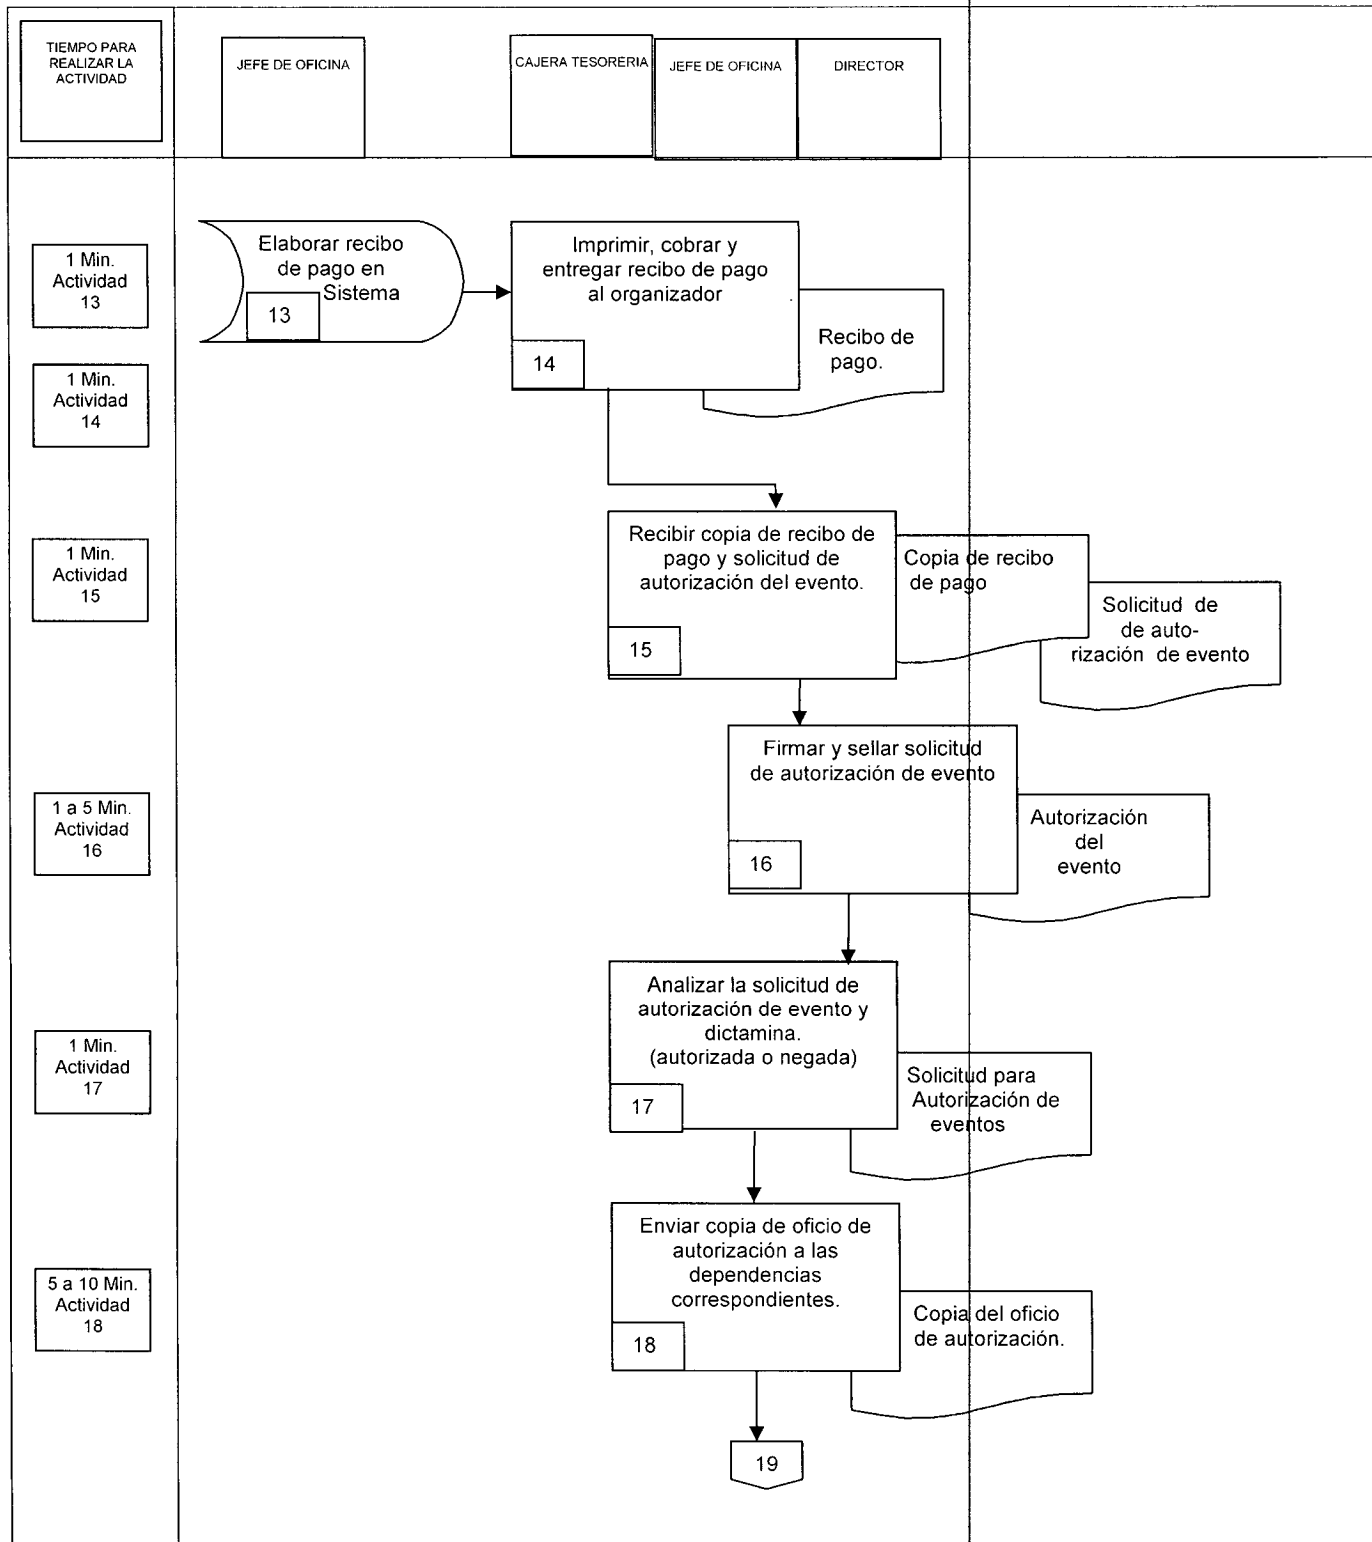 TIEMPO PARA
REALIZAR LA
ACTIVIDAD
JEFE DE OFICINA
CAJERA TESORERIA
JEFE DE OFICINA
DIRECTOR
1 Min.
Actividad
13
Elaborar recibo
de pago en
Sistema
13
Imprimir, cobrar y
entregar recibo de pago
al organizador
14
Recibo de
pago.
1 Min.
Actividad
14
1 Min.
Actividad
15
Recibir copia de recibo de
pago y solicitud de
autorización del evento.
15
Copia de recibo
de pago
Solicitud de
de auto-
rización de evento
Firmar y sellar solicitud
de autorización de evento
16
Autorización
del
evento
1 a 5 Min.
Actividad
16
Analizar la solicitud de
autorización de evento y
dictamina.
(autorizada o negada)
17
Solicitud para
Autorización de
eventos
1 Min.
Actividad
17
Enviar copia de oficio de
autorización a las
dependencias
correspondientes.
18
Copia del oficio
de autorización.
5 a 10 Min.
Actividad
18
19